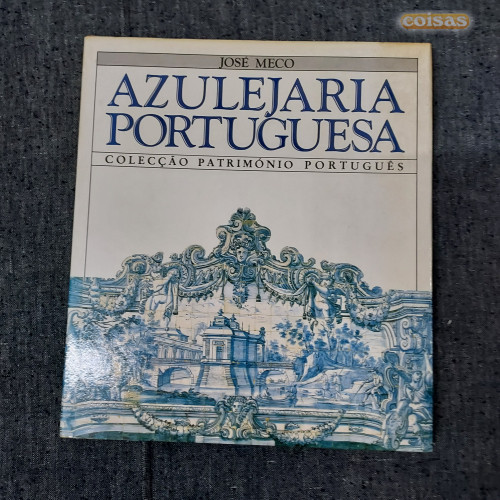 coisas
JOSÉ MECO
AZULEJARIA
PORTUGUESA
COLECÇÃO PATRIMÓNIO PORTUGUÊS